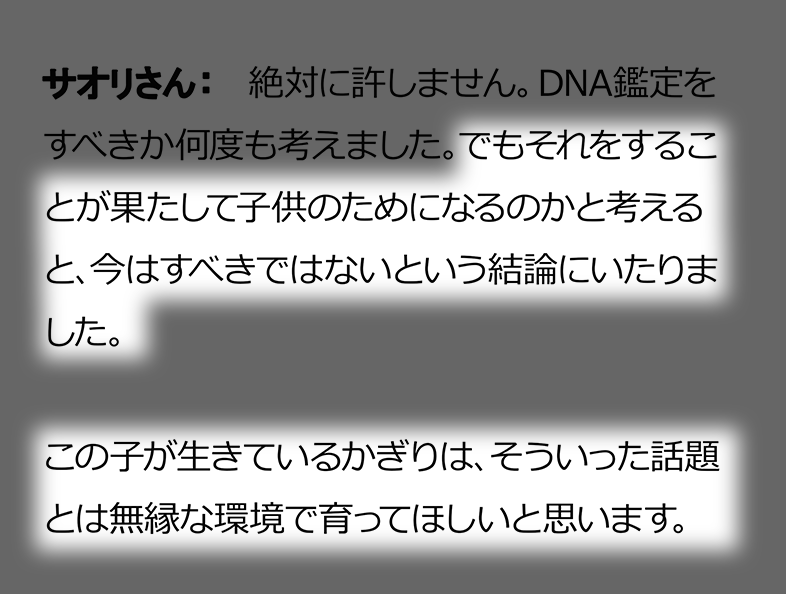 サオリさん： 絶対に許しません。DNA鑑定を
すべきか何度も考えました。でもそれをするこ
とが果たして子供のためになるのかと考える
と、今はすべきではないという結論にいたりま
した。
この子が生きているかぎりは、そういった話題
とは無縁な環境で育ってほしいと思います。